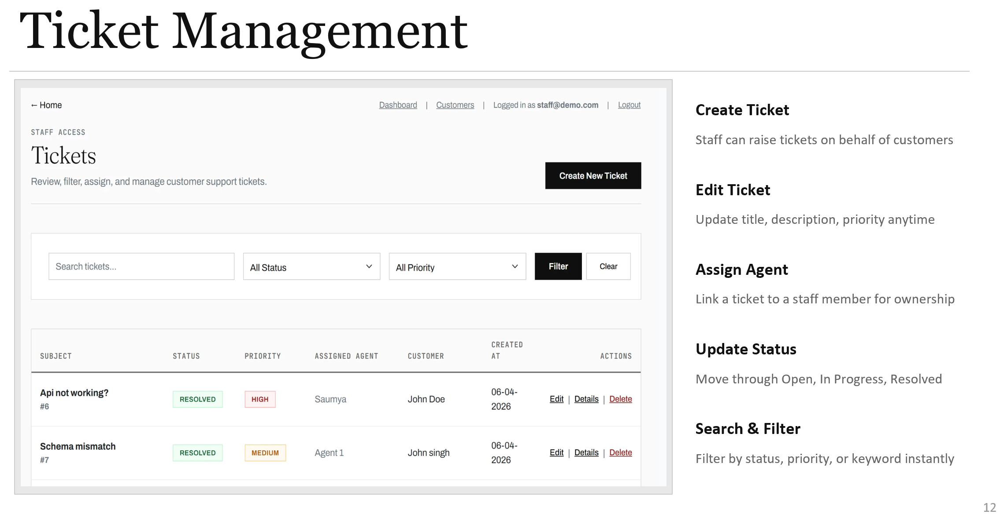 Ticket Management
← Home
Dashboard | Customers | Logged in as staff@demo.com | Logout
STAFF ACCESS
Tickets
Review, filter, assign, and manage customer support tickets.
Create New Ticket
Search tickets...
All Status
All Priority
Filter
Clear
SUBJECT STATUS PRIORITY ASSIGNED AGENT CUSTOMER CREATED AT ACTIONS
Api not working?
#6
RESOLVED
HIGH
Saumya
John Doe
06-04-
2026
Edit | Details | Delete
Schema mismatch
#7
RESOLVED
MEDIUM
Agent 1
John singh
06-04-
2026
Edit | Details | Delete
Create Ticket
Staff can raise tickets on behalf of customers
Edit Ticket
Update title, description, priority anytime
Assign Agent
Link a ticket to a staff member for ownership
Update Status
Move through Open, In Progress, Resolved
Search & Filter
Filter by status, priority, or keyword instantly
12